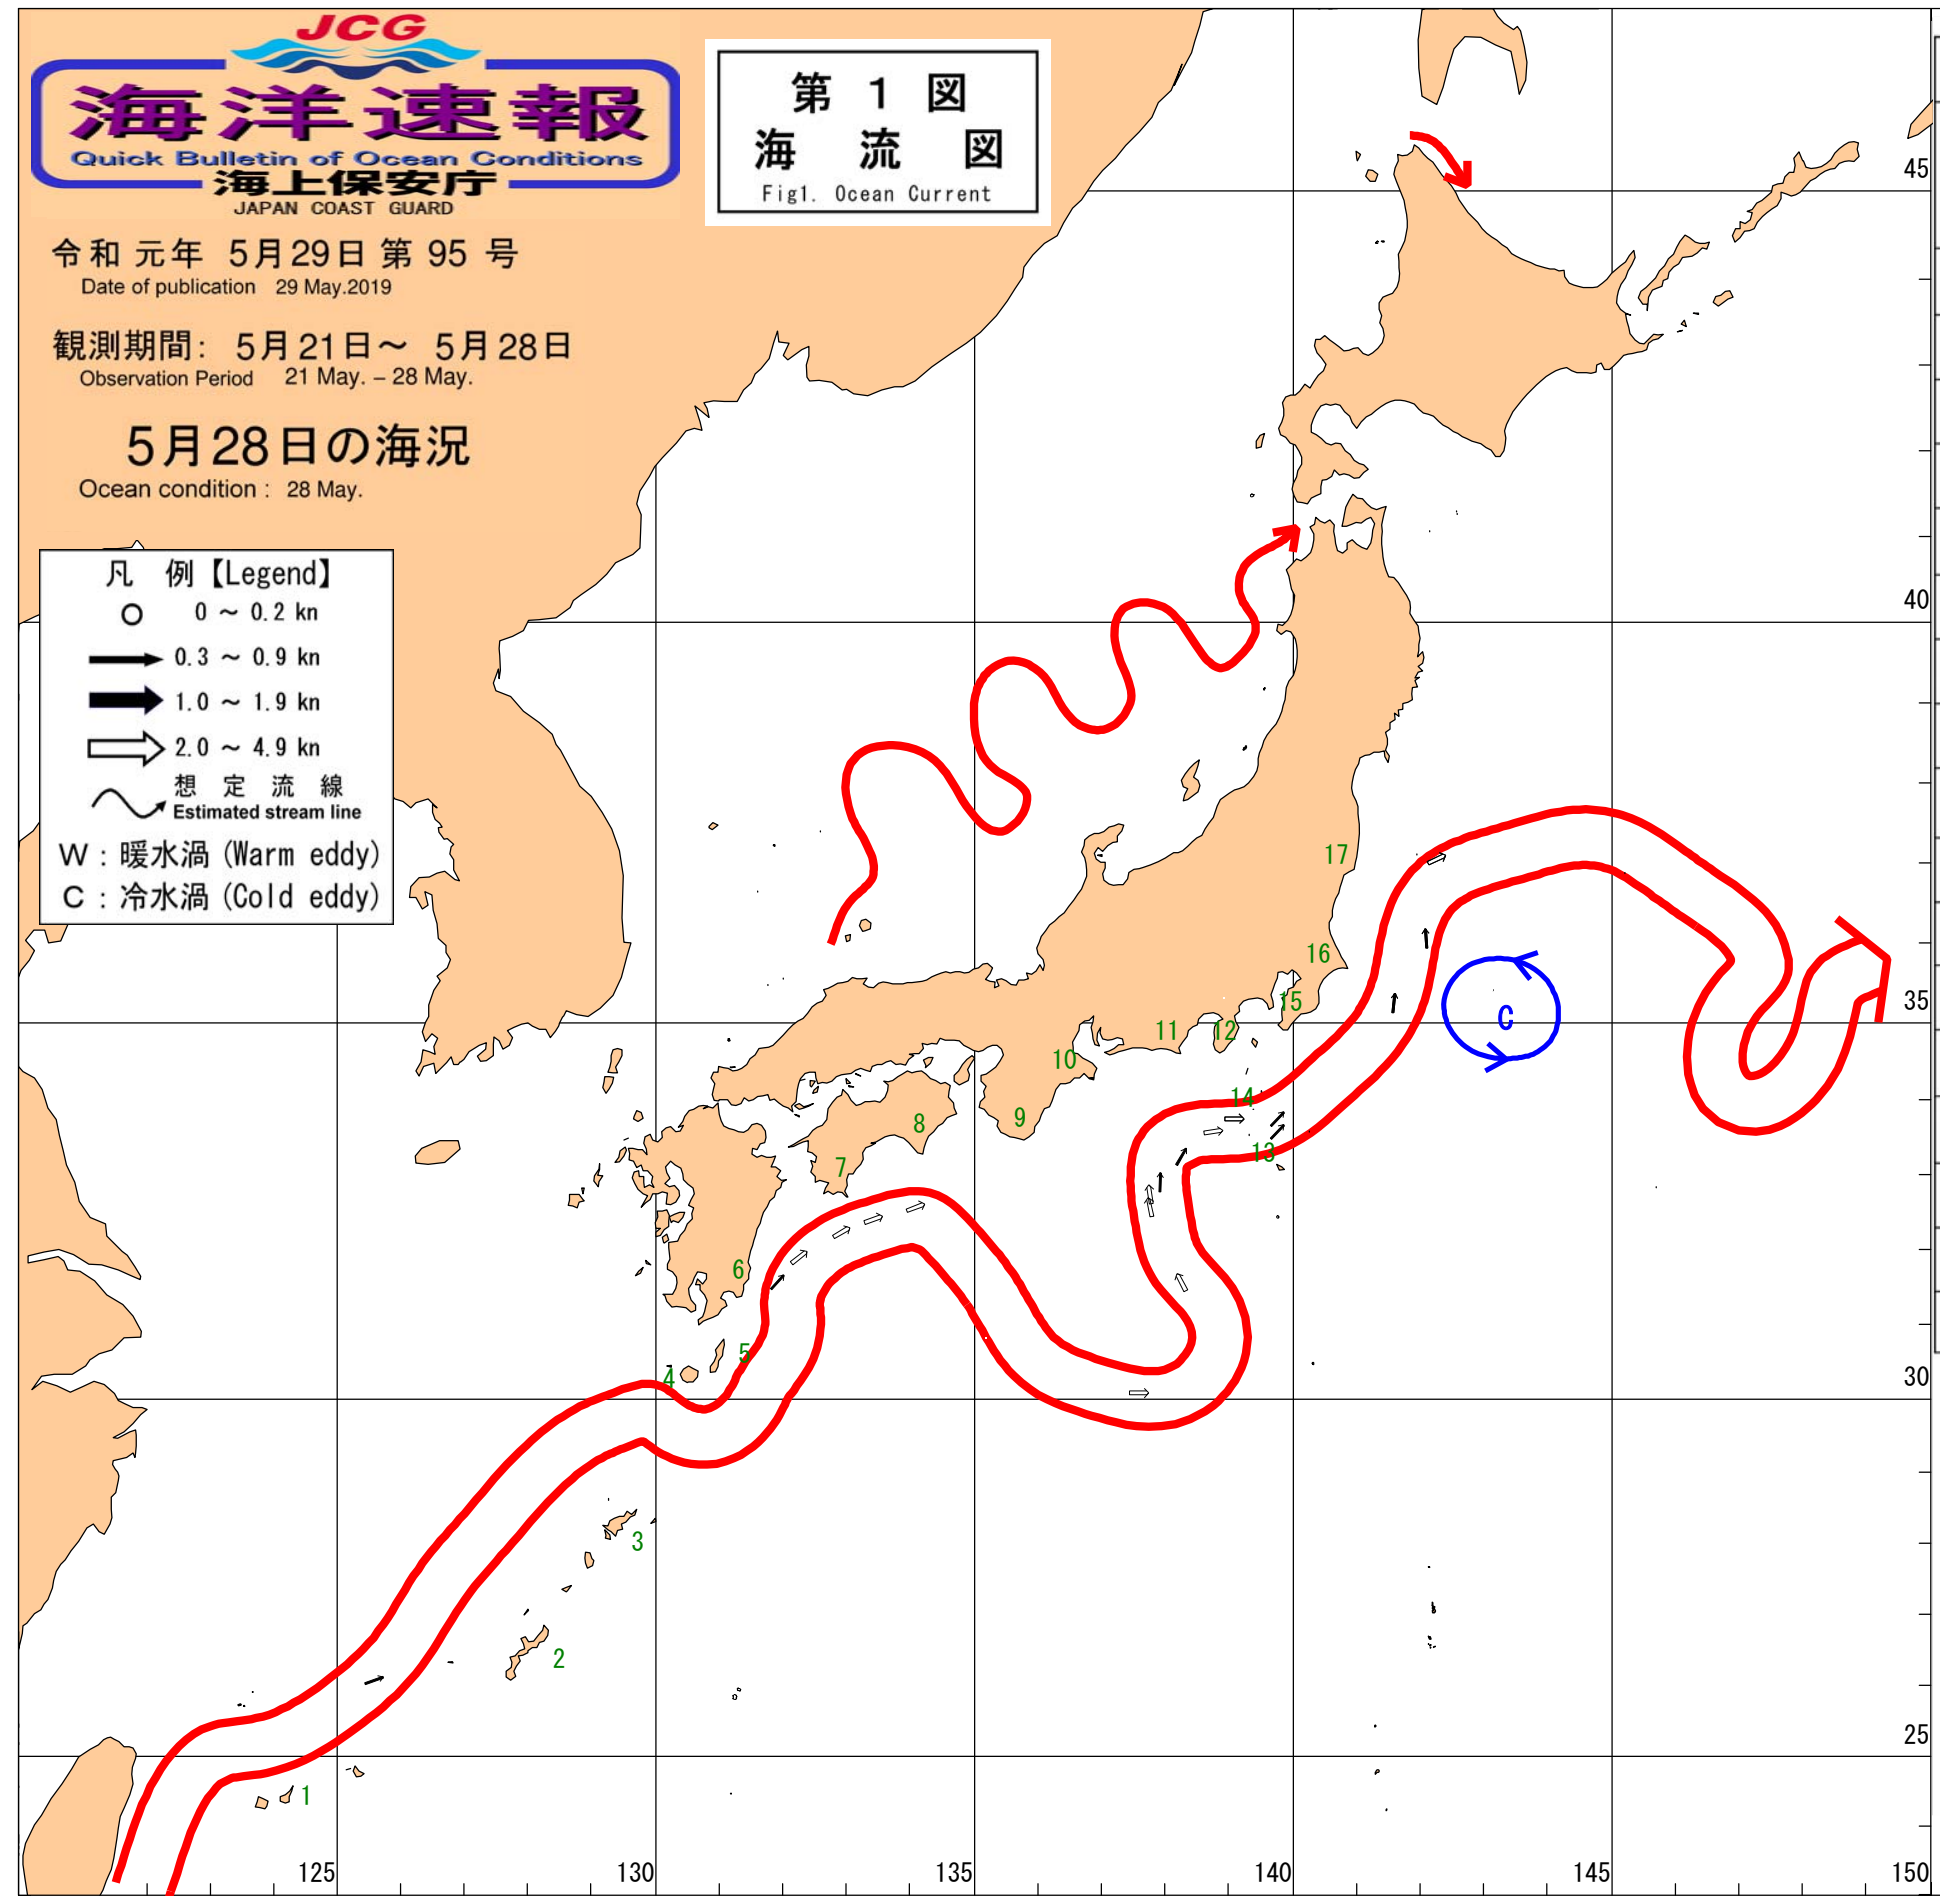 JCG
海洋速報
Quick Bulletin of Ocean Conditions
海上保安庁
JAPAN COAST GUARD
第 1 図
海 流 図
Fig1. Ocean Current
令和 元年 5月29日 第 95 号
Date of publication 29 May.2019
観測期間: 5月21日～ 5月28日
Observation Period 21 May. – 28 May.
5月28日の海況
Ocean condition : 28 May.
凡 例【Legend】
0 ～ 0.2 kn
0.3 ～ 0.9 kn
1.0 ～ 1.9 kn
2.0 ～ 4.9 kn
想 定 流 線
Estimated stream line
W : 暖水渦 (Warm eddy)
C : 冷水渦 (Cold eddy)
45
40
17
16
35
15
C
12
11
10
14
9
8
13
7
6
5
4
30
3
2
25
1
125
130
135
140
145
150